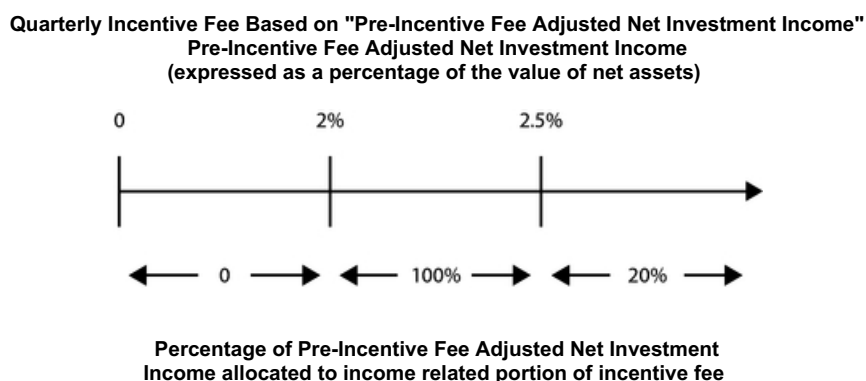 Quarterly Incentive Fee Based on "Pre-Incentive Fee Adjusted Net Investment Income"
Pre-Incentive Fee Adjusted Net Investment Income
(expressed as a percentage of the value of net assets)
0 2% 2.5%
0 100% 20%
Percentage of Pre-Incentive Fee Adjusted Net Investment
Income allocated to income related portion of incentive fee